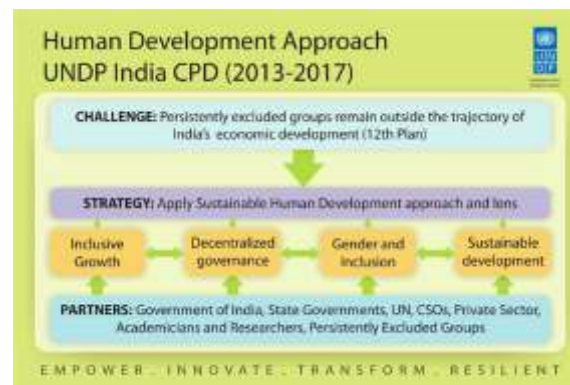 Human Development Approach
UNDP India CPD (2013-2017)
UN
DP
CHALLENGE: Persistently excluded groups remain outside the trajectory of
India's economic development (12th Plan)
STRATEGY: Apply Sustainable Human Development approach and lens
Inclusive
Growth
Decentralized
governance
Gender and
inclusion
Sustainable
development
PARTNERS: Government of India, State Governments, UN, CSOs, Private Sector,
Academicians and Researchers, Persistently Excluded Groups
EMPOWER . INNOVATE . TRANSFORM . RESILIENT